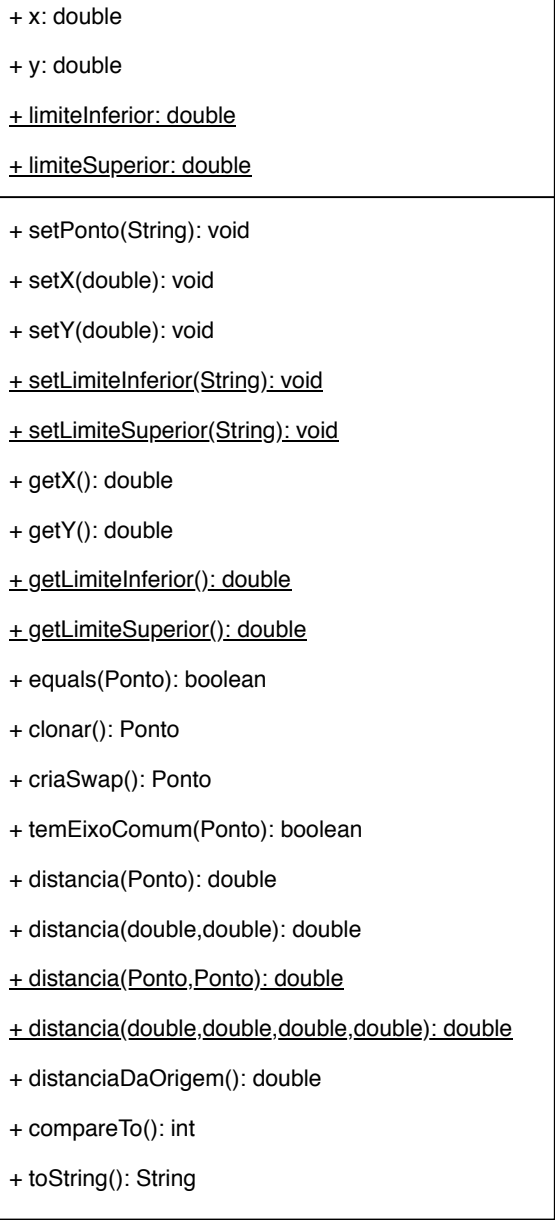 + x: double
+ y: double
+ limiteInferior: double
+ limiteSuperior: double
+ setPonto(String): void
+ setX(double): void
+ setY(double): void
+ setLimiteInferior(String): void
+ setLimiteSuperior(String): void
+ getX(): double
+ getY(): double
+ getLimiteInferior(): double
+ getLimiteSuperior(): double
+ equals(Ponto): boolean
+ clonar(): Ponto
+ criaSwap(): Ponto
+ temEixoComum(Ponto): boolean
+ distancia(Ponto): double
+ distancia(double,double): double
+ distancia(Ponto,Ponto): double
+ distancia(double,double,double,double): double
+ distanciaDaOrigem(): double
+ compareTo(): int
+ toString(): String